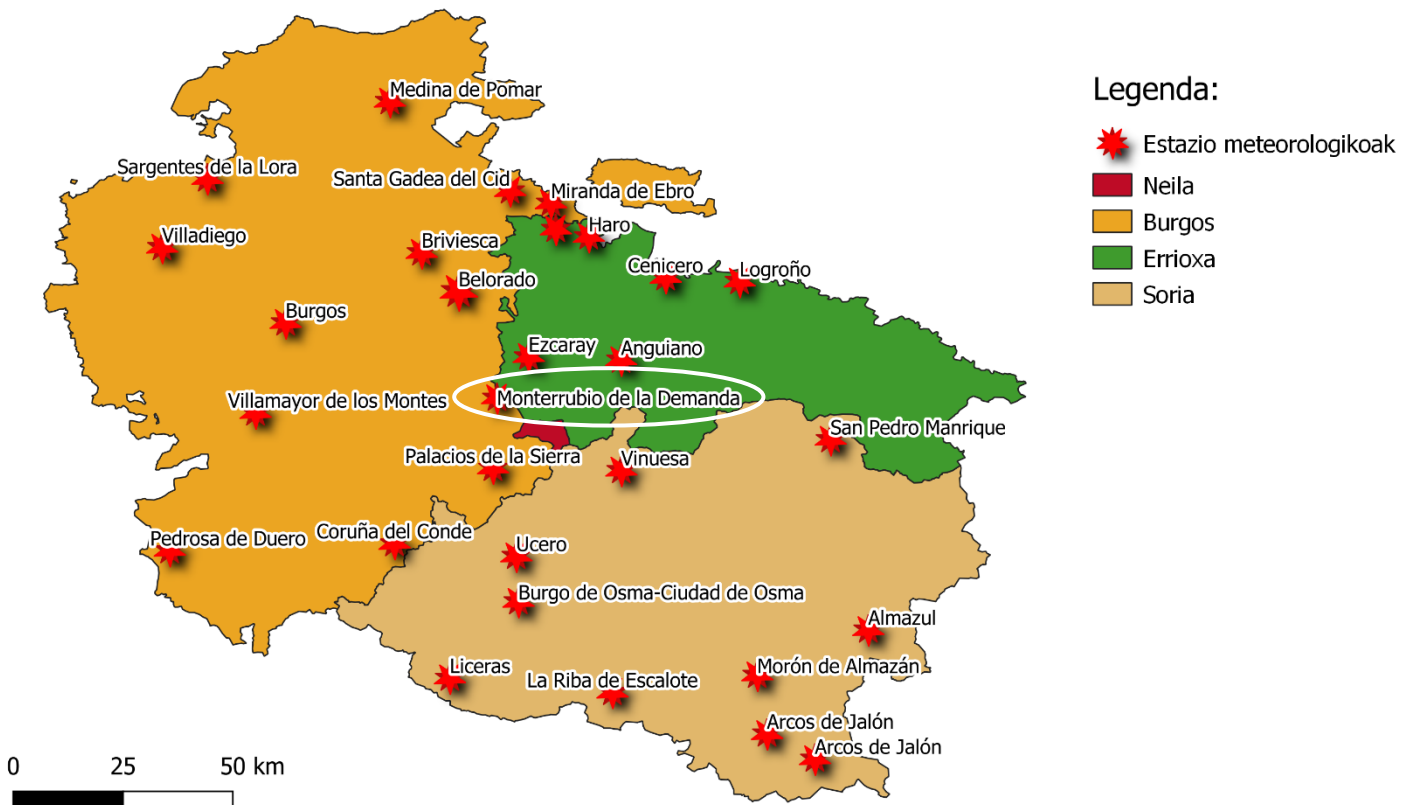 Medina de Pomar
Legenda:
Estazio meteorologikoak
Sargentes de la Lora
Santa Gadea del Cid
Neila
Miranda de Ebro
Burgos
Haro
Villadiego
Briviesca
Errioxa
Cenicero
Logroño
Belorado
Soria
Burgos
Ezcaray
Anguiano
Monterrubio de la Demanda
Villamayor de los Montes
San Pedro Manrique
Palacios de la Sierra
Vinuesa
Coruña del Conde
Pedrosa de Duero
Ucero
Burgo de Osma-Ciudad de Osma
Almazul
Liceras
Morón de Almazán
La Riba de Escalote
Arcos de Jalón
Arcos de Jalón
0 25 50 km